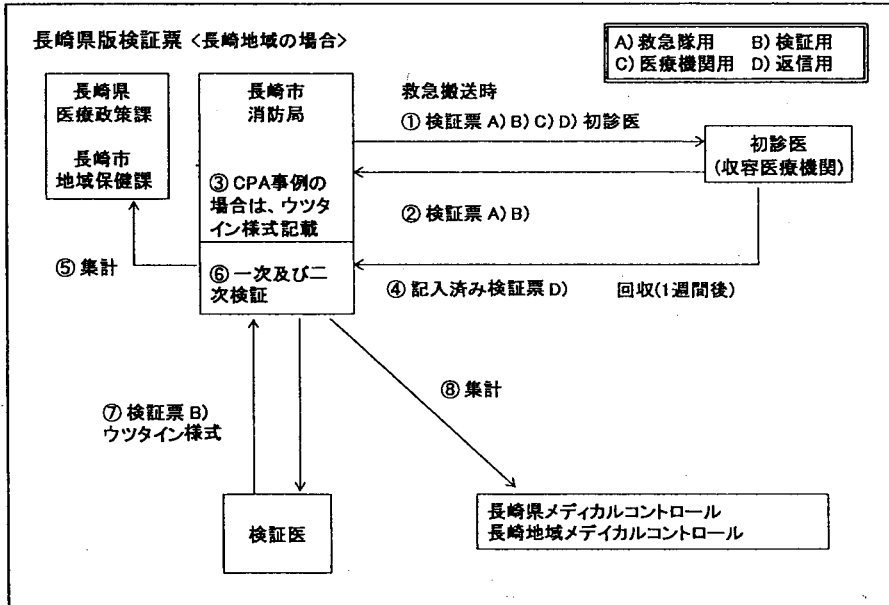 長崎県版検証票 <長崎地域の場合>
A) 救急隊用 B) 検証用
C) 医療機関用 D) 返信用
長崎県
医療政策課
長崎市
地域保健課
長崎市
消防局
③ CPA事例の
場合は、ウツタ
イン様式記載
⑥ 一次及び二
次検証
救急搬送時
① 検証票 A) B) C) D) 初診医
初診医
(収容医療機関)
② 検証票 A) B)
④ 記入済み検証票 D) 回収(1週間後)
⑤ 集計
⑦ 検証票 B)
ウツタイン様式
⑧ 集計
検証医
長崎県メディカルコントロール
長崎地域メデイカルコントロール